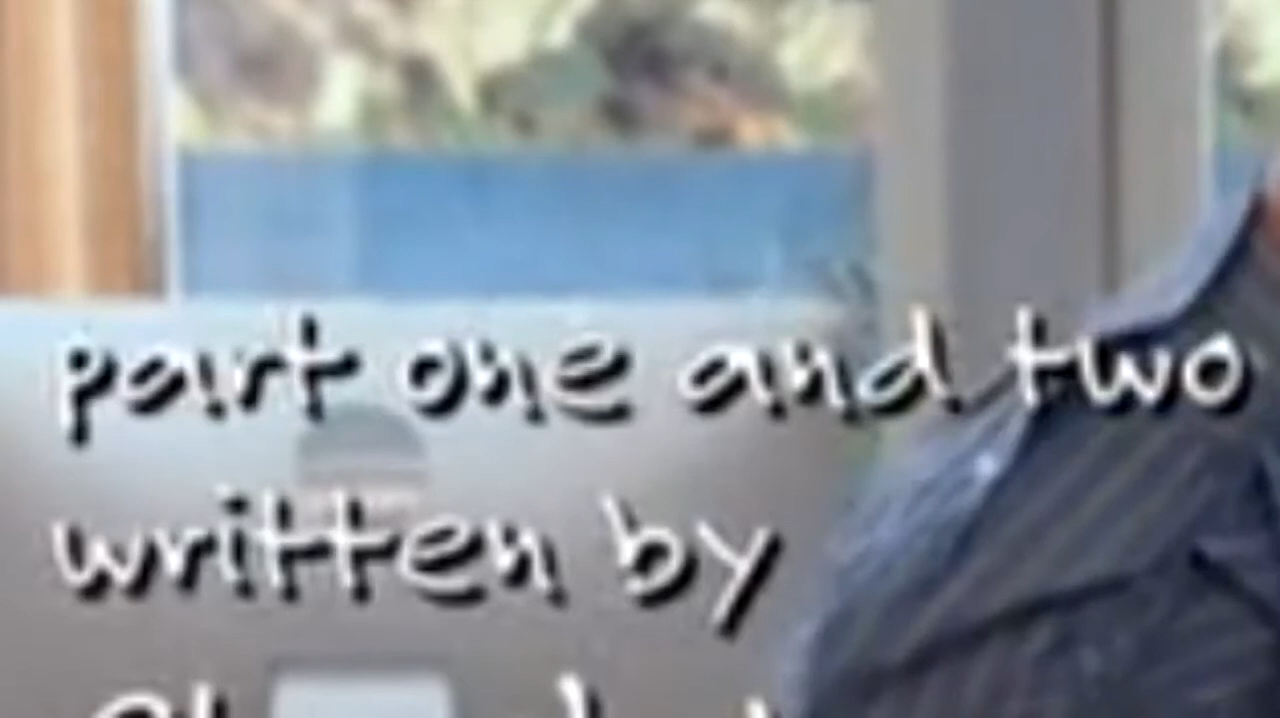 part one and two
written by